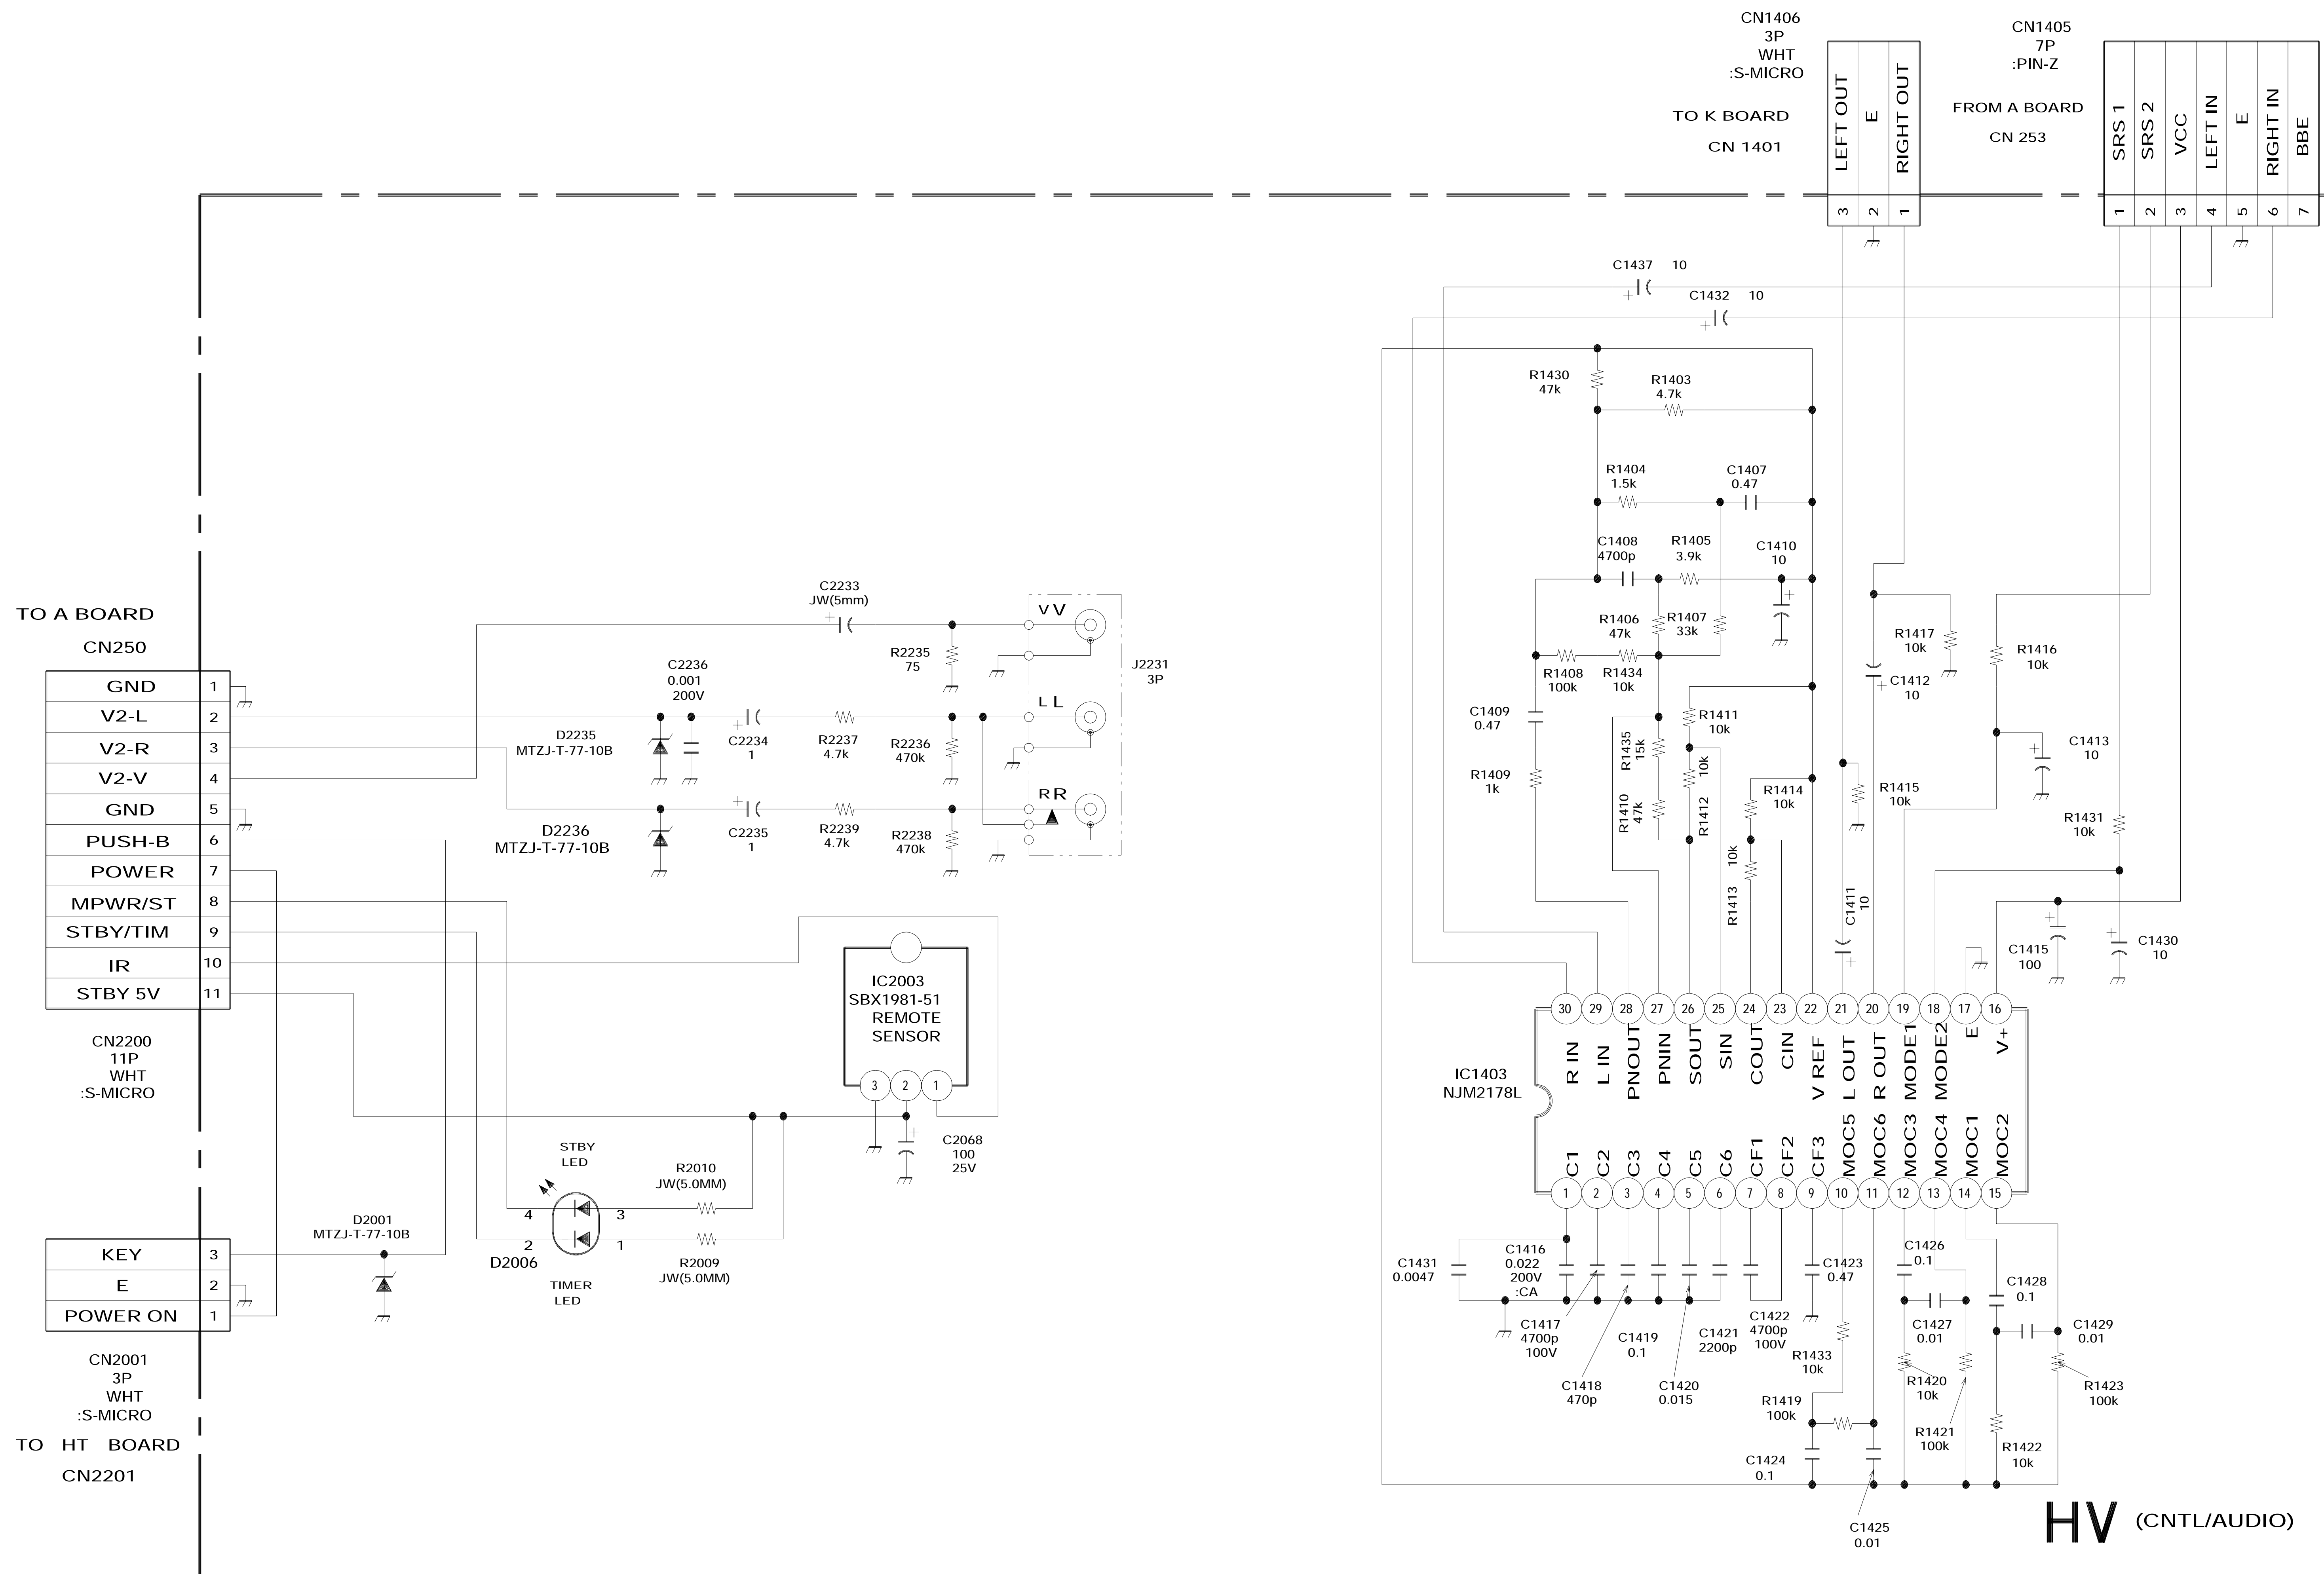 CN1406
3P
WHT
:S-MICRO
TO K BOARD
CN 1401
LEFT OUT
E
RIGHT OUT
3
2
1
CN1405
7P
:PIN-Z
FROM A BOARD
CN 253
SRS 1
SRS 2
VCC
LEFT IN
E
RIGHT IN
BBE
1
2
3
4
5
6
7
C1437 10
C1432 10
R1430
47k
R1403
4.7k
R1404
1.5k
C1407
0.47
C1408
4700p
R1405
3.9k
C1410
10
R1406
47k
R1407
33k
R1408
100k
R1434
10k
C1409
0.47
R1409
1k
R1435
15k
R1410
47k
R1411
10k
10k
R1412
R1414
10k
10k
R1413
R1417
10k
C1412
10
R1415
10k
C1411
10
R1416
10k
C1413
10
R1431
10k
C1415
100
C1430
10
TO A BOARD
CN250
GND 1
V2-L 2
V2-R 3
V2-V 4
GND 5
PUSH-B 6
POWER 7
MPWR/ST 8
STBY/TIM 9
IR 10
STBY 5V 11
CN2200
11P
WHT
:S-MICRO
C2233
JW(5mm)
R2235
75
C2236
0.001
200V
D2235
MTZJ-T-77-10B
C2234
1
R2237
4.7k
R2236
470k
D2236
MTZJ-T-77-10B
C2235
1
R2239
4.7k
R2238
470k
V V
L L
R R
J2231
3P
IC2003
SBX1981-51
REMOTE
SENSOR
3 2 1
C2068
100
25V
STBY
LED
R2010
JW(5.0MM)
4 3
2 1
D2006
R2009
JW(5.0MM)
TIMER
LED
D2001
MTZJ-T-77-10B
KEY 3
E 2
POWER ON 1
CN2001
3P
WHT
:S-MICRO
TO HT BOARD
CN2201
IC1403
NJM2178L
30 29 28 27 26 25 24 23 22 21 20 19 18 17 16
R IN
L IN
PNOUT
PNIN
SOUT
SIN
COUT
CIN
V REF
L OUT
R OUT
MODE1
MODE2
E
V+
C1
C2
C3
C4
C5
C6
CF1
CF2
CF3
MOC5
MOC6
MOC3
MOC4
MOC1
MOC2
1 2 3 4 5 6 7 8 9 10 11 12 13 14 15
C1431
0.0047
C1416
0.022
200V
:CA
C1417
4700p
100V
C1418
470p
C1419
0.1
C1420
0.015
C1421
2200p
C1422
4700p
100V
C1423
0.47
R1433
10k
R1419
100k
C1424
0.1
C1425
0.01
C1426
0.1
C1427
0.01
R1420
10k
R1421
100k
C1428
0.1
C1429
0.01
R1422
10k
R1423
100k
HV (CNTL/AUDIO)